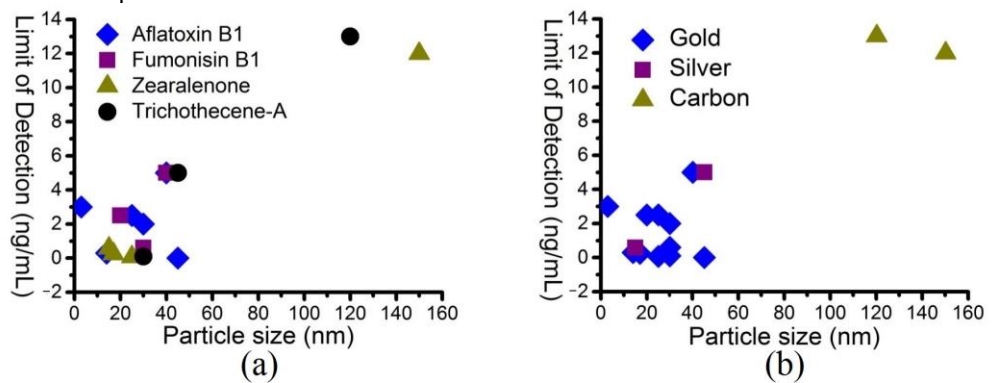 Limit of Detection (ng/mL)
14
12
10
8
6
4
2
0
−2
Aflatoxin B1
Fumonisin B1
Zearalenone
Trichothecene-A
0 20 40 60 80 100 120 140 160
Particle size (nm)
(a)
Limit of Detection (ng/mL)
14
12
10
8
6
4
2
0
−2
Gold
Silver
Carbon
0 20 40 60 80 100 120 140 160
Particle size (nm)
(b)